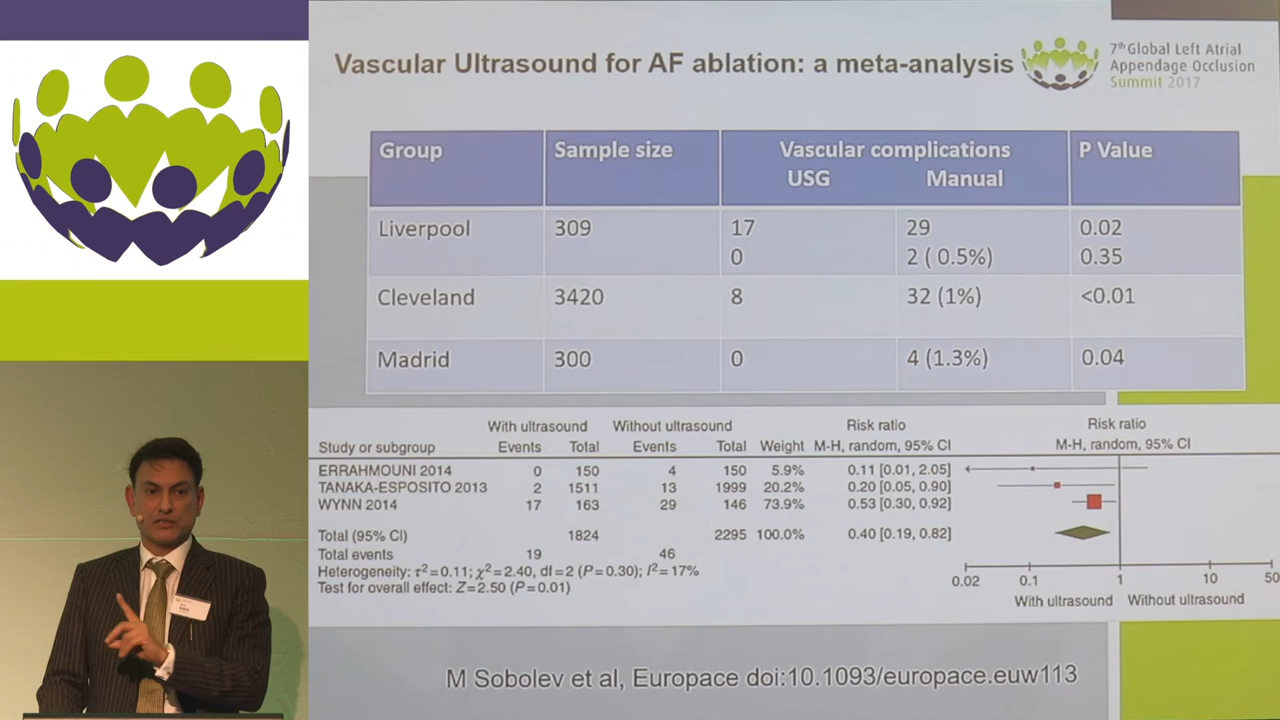 Vascular Ultrasound for AF ablation: a meta-analysis
7th Global Left Atrial
Appendage Occlusion
Summit 2017
Group Sample size Vascular complications P Value
USG Manual
Liverpool 309 17 29 0.02
0 2 ( 0.5%) 0.35
Cleveland 3420 8 32 (1%) <0.01
Madrid 300 0 4 (1.3%) 0.04
With ultrasound Without ultrasound Risk ratio Risk ratio
Study or subgroup Events Total Events Total Weight M-H, random, 95% CI M-H, random, 95% CI
ERRAHMOUNI 2014 0 150 4 150 5.9% 0.11 [0.01, 2.05]
TANAKA-ESPOSITO 2013 2 1511 13 1999 20.2% 0.20 [0.05, 0.90]
WYNN 2014 17 163 29 146 73.9% 0.53 [0.30, 0.92]
Total (95% CI) 1824 2295 100.0% 0.40 [0.19, 0.82]
Total events 19 46
Heterogeneity: τ²=0.11; χ²=2.40, df=2 (P=0.30); I²=17%
Test for overall effect: Z=2.50 (P=0.01)
0.02 0.1 1 10 50
With ultrasound Without ultrasound
M Sobolev et al, Europace doi:10.1093/europace.euw113